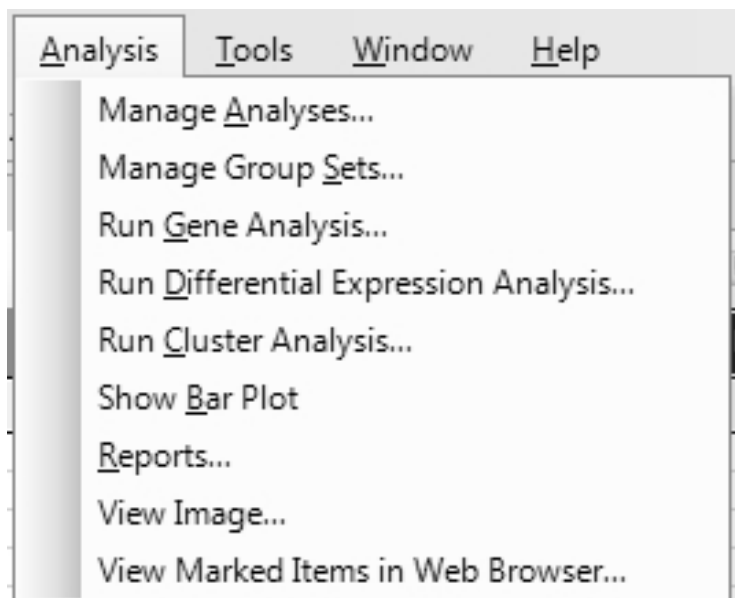 Analysis Tools Window Help
Manage Analyses...
Manage Group Sets...
Run Gene Analysis...
Run Differential Expression Analysis...
Run Cluster Analysis...
Show Bar Plot
Reports...
View Image...
View Marked Items in Web Browser...